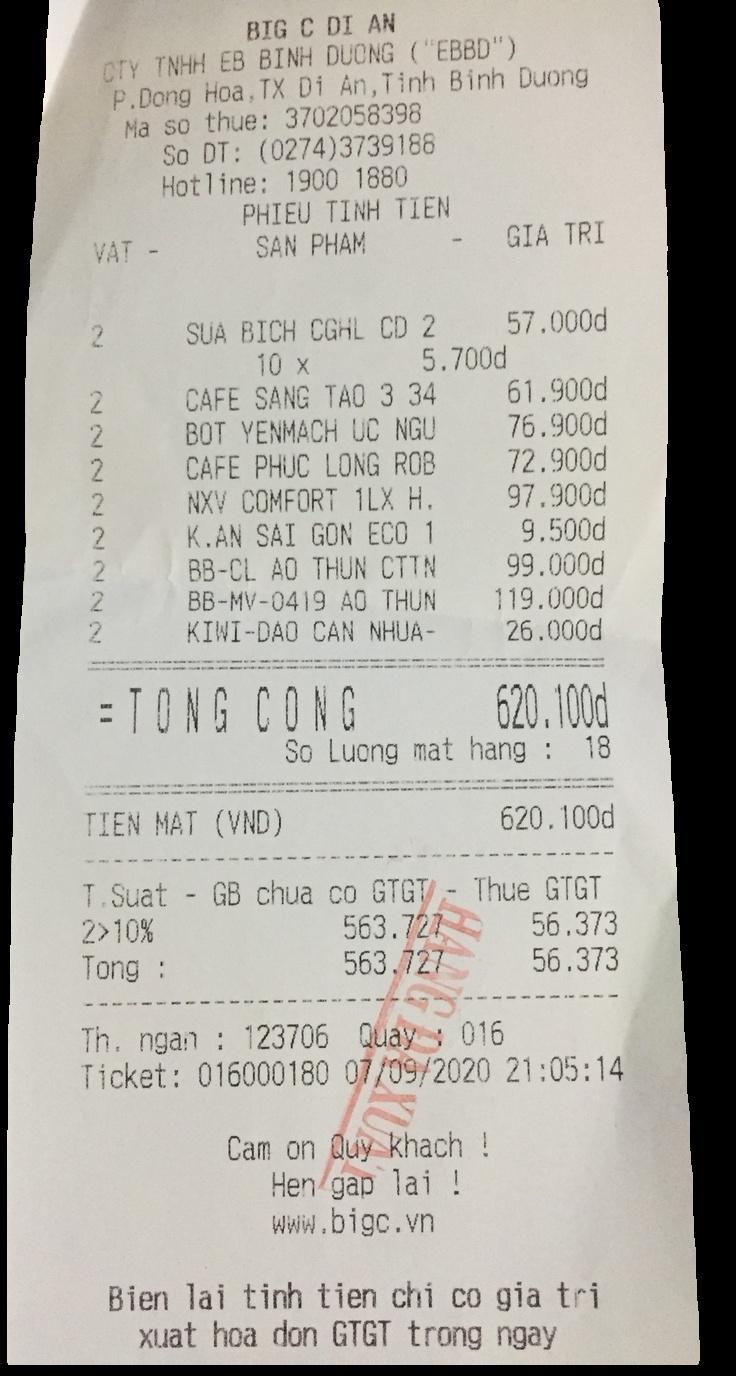 BIG C DI AN
CTY TNHH EB BINH DUONG ("EBBD")
P.Dong Hoa,TX Di An,Tinh Binh Duong
Ma so thue: 3702058398
So DT: (0274)3739188
Hotline: 1900 1880
PHIEU TINH TIEN
VAT - SAN PHAM - GIA TRI
2 SUA BICH CGHL CD 2 57.000d
10 x 5.700d
2 CAFE SANG TAO 3 34 61.900d
2 BOT YENMACH UC NGU 76.900d
2 CAFE PHUC LONG ROB 72.900d
2 NXV COMFORT 1LX H. 97.900d
2 K.AN SAI GON ECO 1 9.500d
2 BB-CL AO THUN CTTN 99.000d
2 BB-MV-0419 AO THUN 119.000d
2 KIWI-DAO CAN NHUA- 26.000d
=TONG CONG 620.100d
So Luong mat hang : 18
TIEN MAT (VND) 620.100d
T.Suat - GB chua co GTGT - Thue GTGT
2>10% 563.727 56.373
Tong : 563.727 56.373
Th. ngan : 123706 Quay : 016
Ticket: 016000180 07/09/2020 21:05:14
HANG DA XUAT
Cam on Quy khach !
Hen gap lai !
www.bigc.vn
Bien lai tinh tien chi co gia tri
xuat hoa don GTGT trong ngay